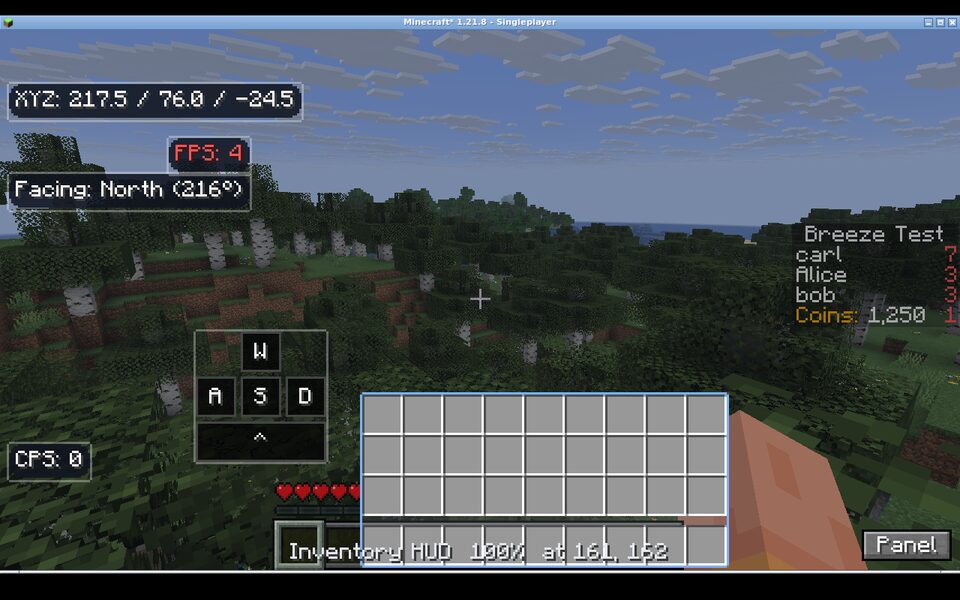 Minecraft* 1.21.8 - Singleplayer
XYZ: 217.5 / 76.0 / -24.5
FPS: 4
Facing: North (216°)
Breeze Test
carl 7
Alice 3
bob 3
Coins: 1,250 1
W
A S D
^
CPS: 0
Inventory HUD 100% at 161, 162
Panel